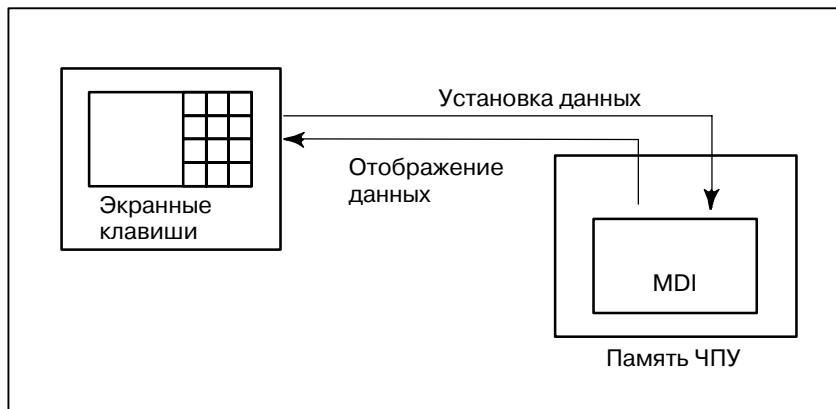 Установка данных
Отображение
данных
Экранные
клавиши
MDI
Память ЧПУ